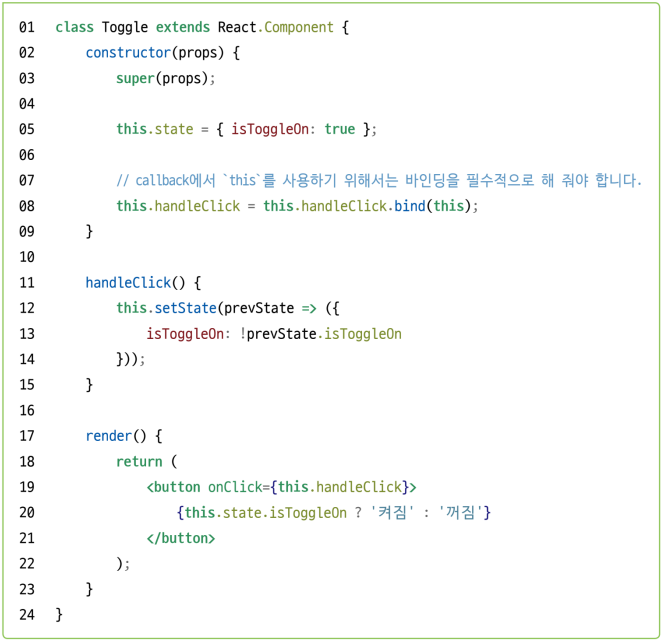 01 class Toggle extends React.Component {
02     constructor(props) {
03         super(props);
04
05         this.state = { isToggleOn: true };
06
07         // callback에서 `this`를 사용하기 위해서는 바인딩을 필수적으로 해 줘야 합니다.
08         this.handleClick = this.handleClick.bind(this);
09     }
10
11     handleClick() {
12         this.setState(prevState => ({
13             isToggleOn: !prevState.isToggleOn
14         }));
15     }
16
17     render() {
18         return (
19             <button onClick={this.handleClick}>
20                 {this.state.isToggleOn ? '켜짐' : '꺼짐'}
21             </button>
22         );
23     }
24 }